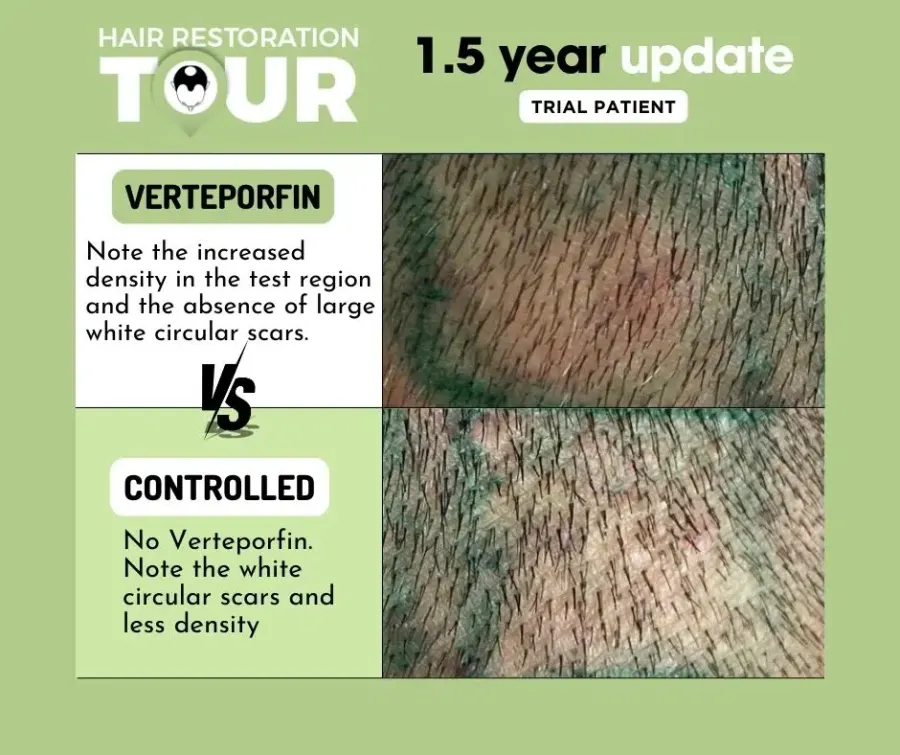 HAIR RESTORATION
TOUR
1.5 year update
TRIAL PATIENT
VERTEPORFIN
Note the increased
density in the test region
and the absence of large
white circular scars.
VS
CONTROLLED
No Verteporfin.
Note the white
circular scars and
less density